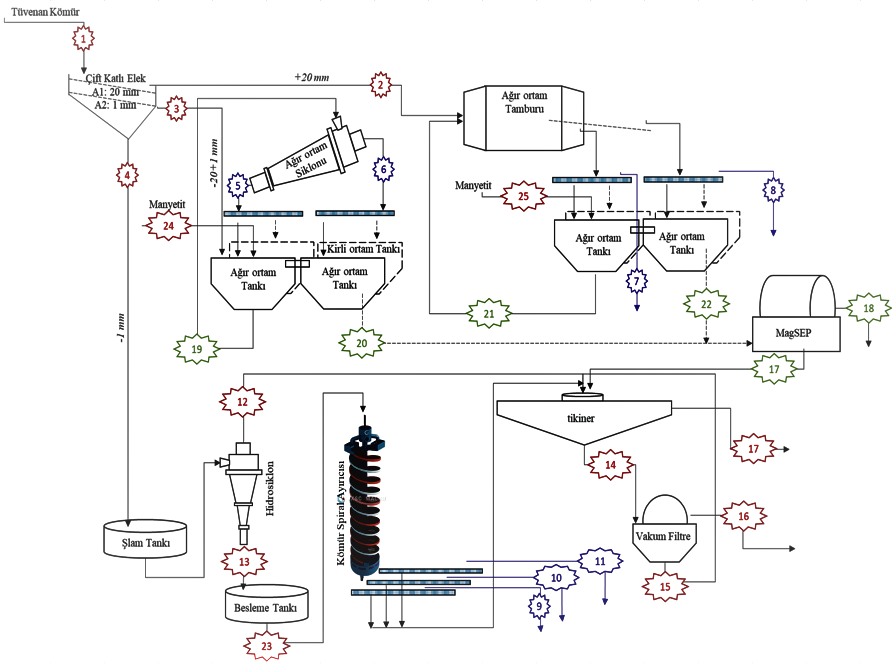 Tüvenan Kömür
1
Çift Katlı Elek
A1: 20 mm
A2: 1 mm
+20 mm
2
3
-20+1 mm
4
Ağır ortam
Siklonu
5
6
Ağır ortam
Tamburu
Manyetit
24
Manyetit
25
8
Kirli ortam Tankı
Ağır ortam
Tankı
Ağır ortam
Tankı
Ağır ortam
Tankı
Ağır ortam
Tankı
7
22
21
19
20
-1 mm
MagSEP
18
17
12
tikiner
17
14
Hidrosiklon
Kömür Spiral Ayırıcısı
16
Vakum Filtre
15
Şlam Tankı
13
Besleme Tankı
23
11
10
9